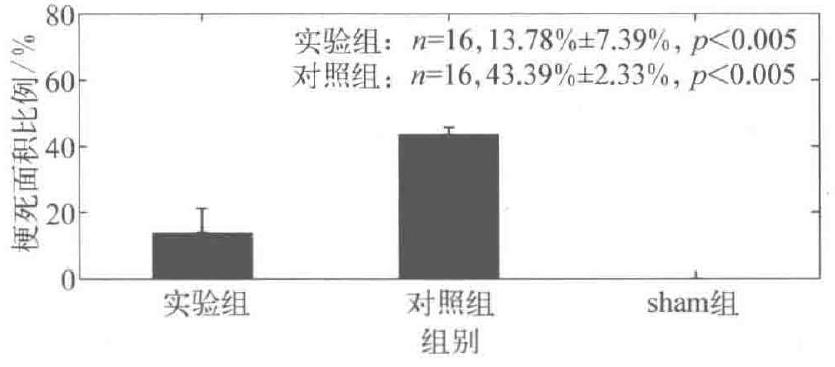 80
60
40
20
0
梗死面积比例/%
实验组：n=16, 13.78%±7.39%, p<0.005
对照组：n=16, 43.39%±2.33%, p<0.005
实验组
对照组
sham组
组别